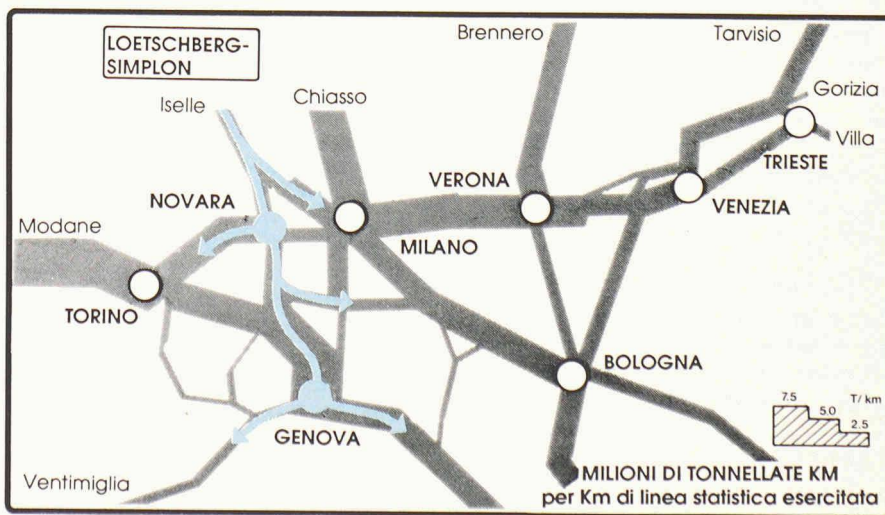 LOETSCHBERG-
SIMPLON
Brennero
Tarvisio
Iselle
Chiasso
Gorizia
Villa
TRIESTE
NOVARA
VERONA
VENEZIA
Modane
MILANO
TORINO
BOLOGNA
GENOVA
Ventimiglia
7.5
T/km
5.0
2.5
MILIONI DI TONNELLATE KM
per Km di linea statistica esercitata